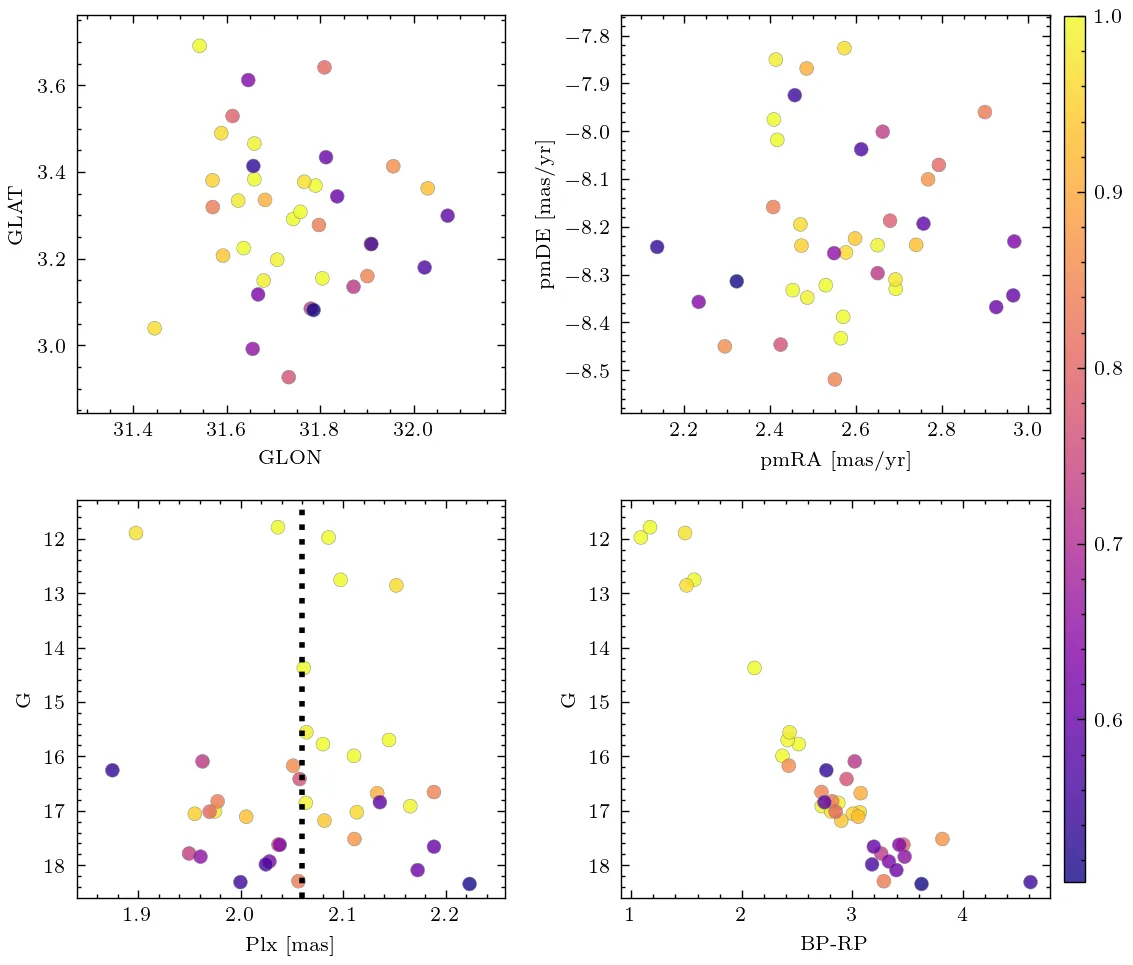 3.6
3.4
3.2
3.0
GLAT
31.4 31.6 31.8 32.0
GLON
−7.8
−7.9
−8.0
−8.1
−8.2
−8.3
−8.4
−8.5
pmDE [mas/yr]
2.2 2.4 2.6 2.8 3.0
pmRA [mas/yr]
1.0
0.9
0.8
0.7
0.6
12
13
14
15
16
17
18
G
1.9 2.0 2.1 2.2
Plx [mas]
12
13
14
15
16
17
18
G
1 2 3 4
BP-RP